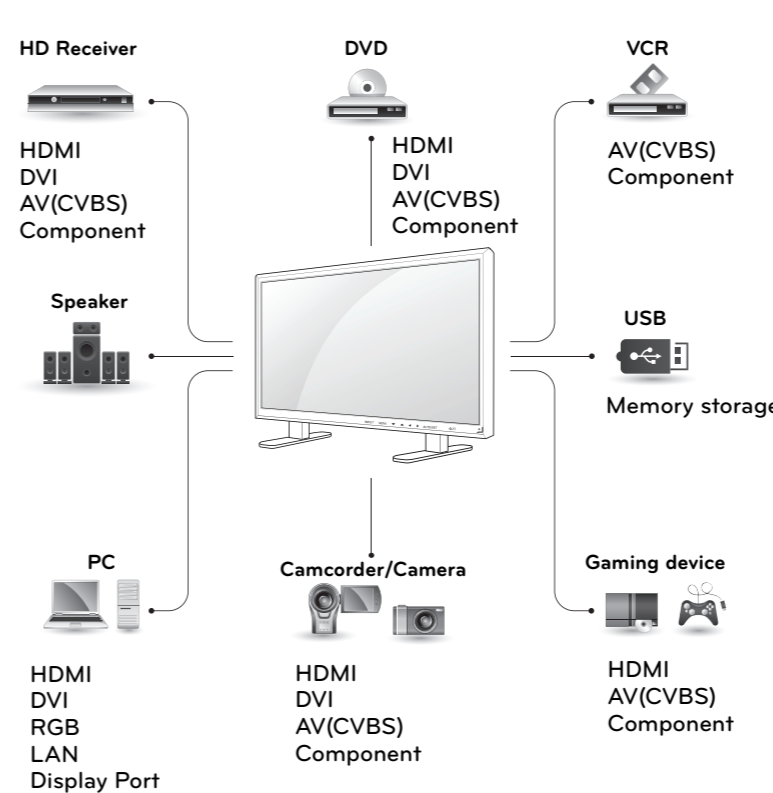 HD Receiver
HDMI
DVI
AV(CVBS)
Component
DVD
HDMI
DVI
AV(CVBS)
Component
VCR
AV(CVBS)
Component
Speaker
USB
Memory storage
PC
HDMI
DVI
RGB
LAN
Display Port
Camcorder/Camera
HDMI
DVI
AV(CVBS)
Component
Gaming device
HDMI
AV(CVBS)
Component